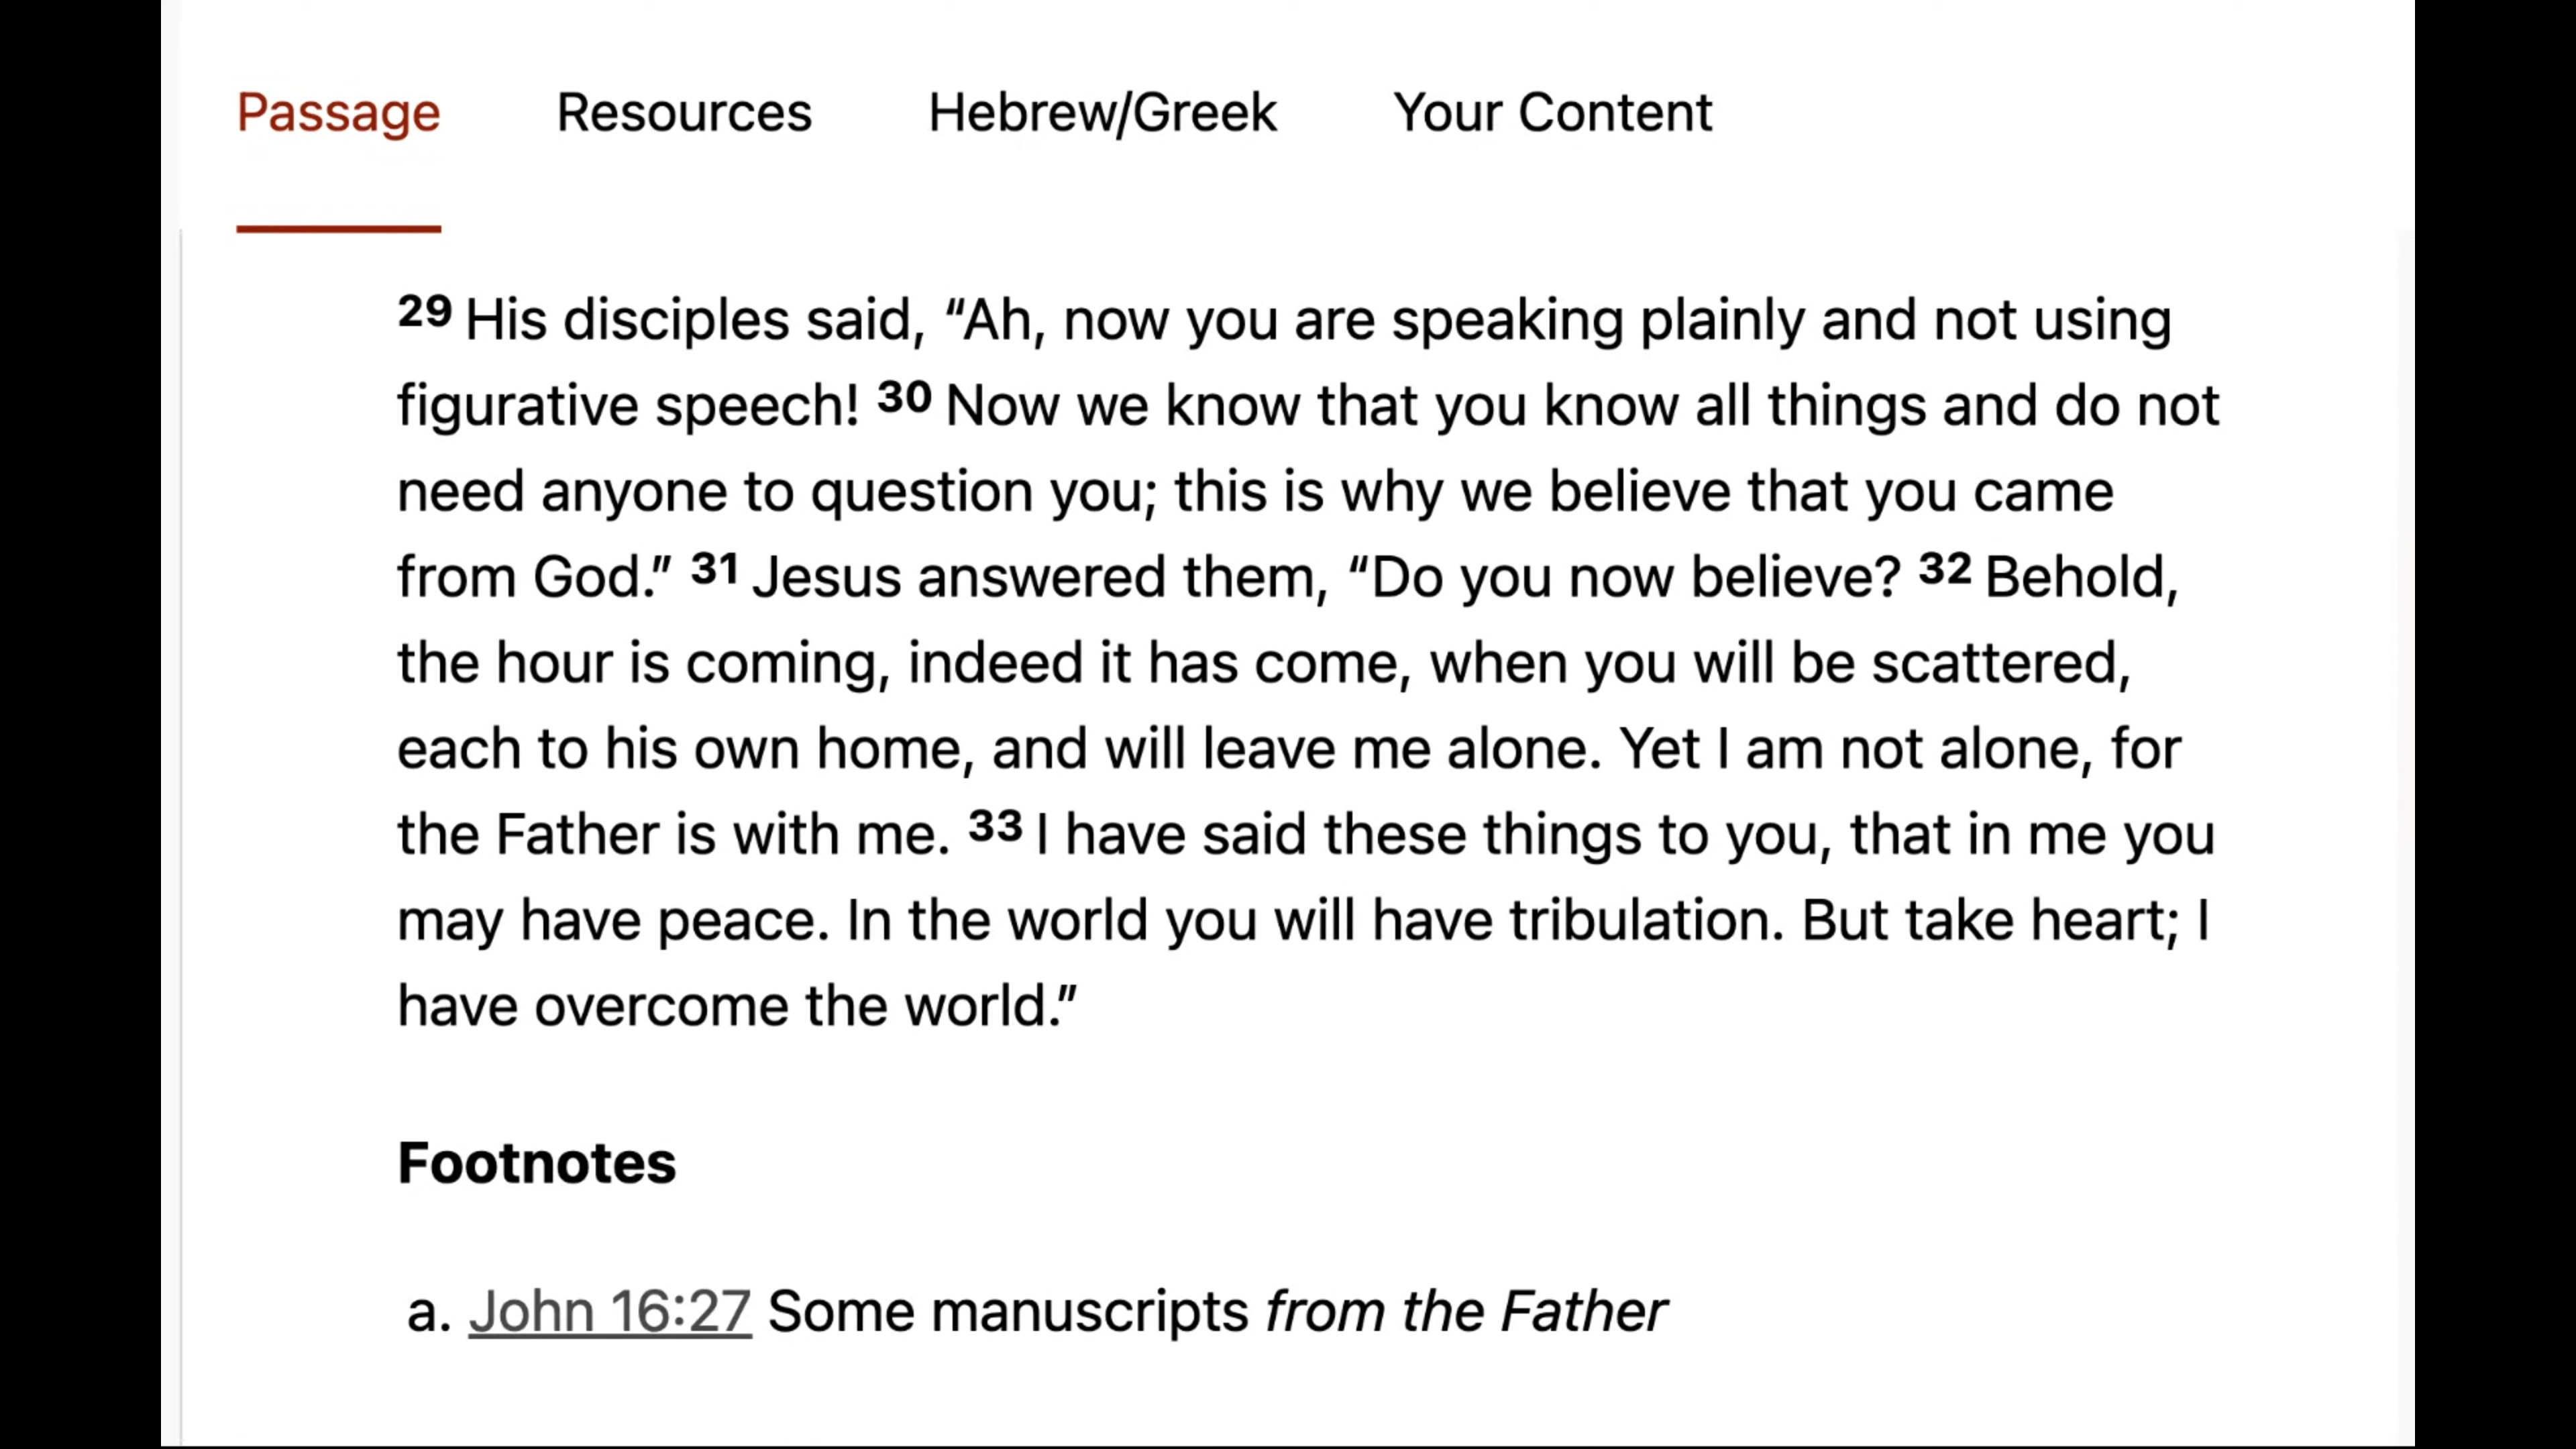 Passage Resources Hebrew/Greek Your Content
29 His disciples said, “Ah, now you are speaking plainly and not using
figurative speech! 30 Now we know that you know all things and do not
need anyone to question you; this is why we believe that you came
from God.” 31 Jesus answered them, “Do you now believe? 32 Behold,
the hour is coming, indeed it has come, when you will be scattered,
each to his own home, and will leave me alone. Yet I am not alone, for
the Father is with me. 33 I have said these things to you, that in me you
may have peace. In the world you will have tribulation. But take heart; I
have overcome the world.”
Footnotes
a. John 16:27 Some manuscripts from the Father